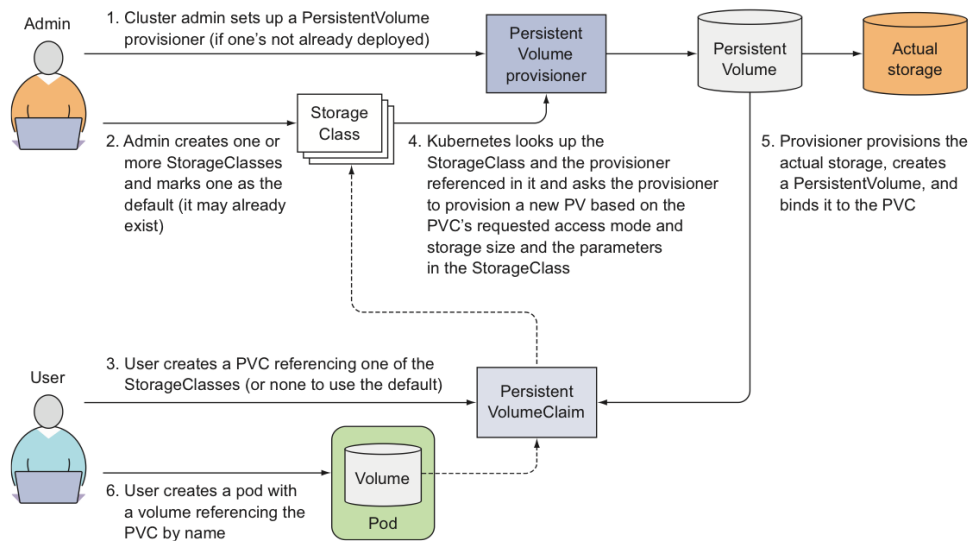 Admin
1. Cluster admin sets up a PersistentVolume
provisioner (if one's not already deployed)
Persistent
Volume
provisioner
Persistent
Volume
Actual
storage
Storage
Class
2. Admin creates one or
more StorageClasses
and marks one as the
default (it may already
exist)
4. Kubernetes looks up the
StorageClass and the provisioner
referenced in it and asks the provisioner
to provision a new PV based on the
PVC's requested access mode and
storage size and the parameters
in the StorageClass
5. Provisioner provisions the
actual storage, creates
a PersistentVolume, and
binds it to the PVC
User
3. User creates a PVC referencing one of the
StorageClasses (or none to use the default)
Persistent
VolumeClaim
6. User creates a pod with
a volume referencing the
PVC by name
Volume
Pod